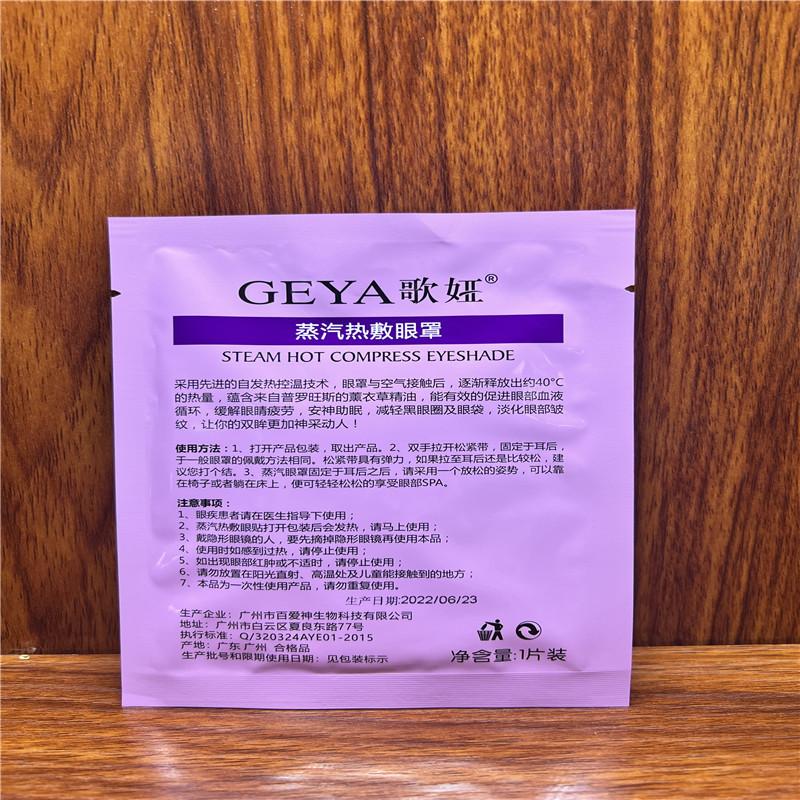 GEYA歌娅®
蒸汽热敷眼罩
STEAM HOT COMPRESS EYESHADE
采用先进的自发热控温技术，眼罩与空气接触后，逐渐释放出约40°C
的热量，蕴含来自普罗旺斯的薰衣草精油，能有效的促进眼部血液
循环，缓解眼睛疲劳，安神助眠，减轻黑眼圈及眼袋，淡化眼部皱
纹，让你的双眸更加神采动人！
使用方法：1、打开产品包装，取出产品。2、双手拉开松紧带，固定于耳后，
于一般眼罩的佩戴方法相同。松紧带具有弹力，如果拉至耳后还是比较松，建
议您打个结。3、蒸汽眼罩固定于耳后之后，请采用一个放松的姿势，可以靠
在椅子或者躺在床上，便可轻轻松松的享受眼部SPA。
注意事项：
1、眼疾患者请在医生指导下使用；
2、蒸汽热敷眼贴打开包装后会发热，请马上使用；
3、戴隐形眼镜的人，要先摘掉隐形眼镜再使用本品；
4、使用时如感到过热，请停止使用；
5、如出现眼部红肿或不适时，请停止使用；
6、请勿放置在阳光直射、高温处及儿童能接触到的地方；
7、本品为一次性使用产品，请勿重复使用。
生产日期:2022/06/23
生产企业：广州市百爱神生物科技有限公司
地址：广州市白云区夏良东路77号
执行标准：Q/320324AYE01-2015
产地：广东广州 合格品
生产批号和限期使用日期：见包装标示
净含量:1片装